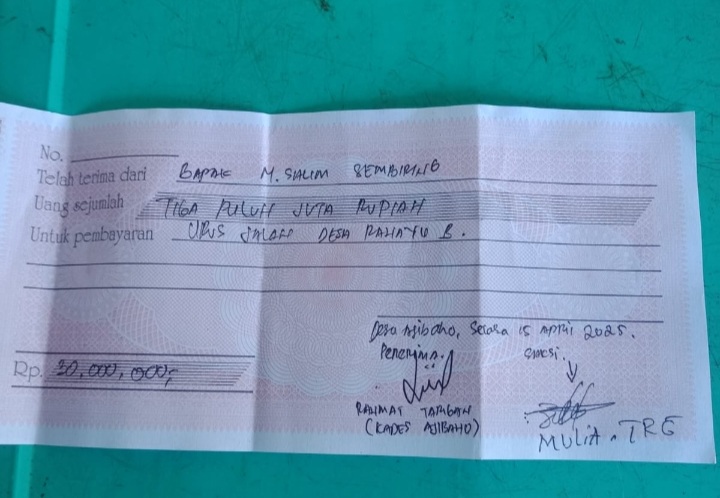 No.
Telah terima dari BAPAK M. SALIM SEMBIRING
Uang sejumlah TIGA PULUH JUTA RUPIAH
Untuk pembayaran URUS JALAN DESA RAHAYU B.
Desa Ajibaho, Selasa 15 April 2025.
Penerima. Saksi.
Rp. 30,000,000,-
RAHMAT TARIGAN
(KADES AJIBAHO)
MULIA. TRG